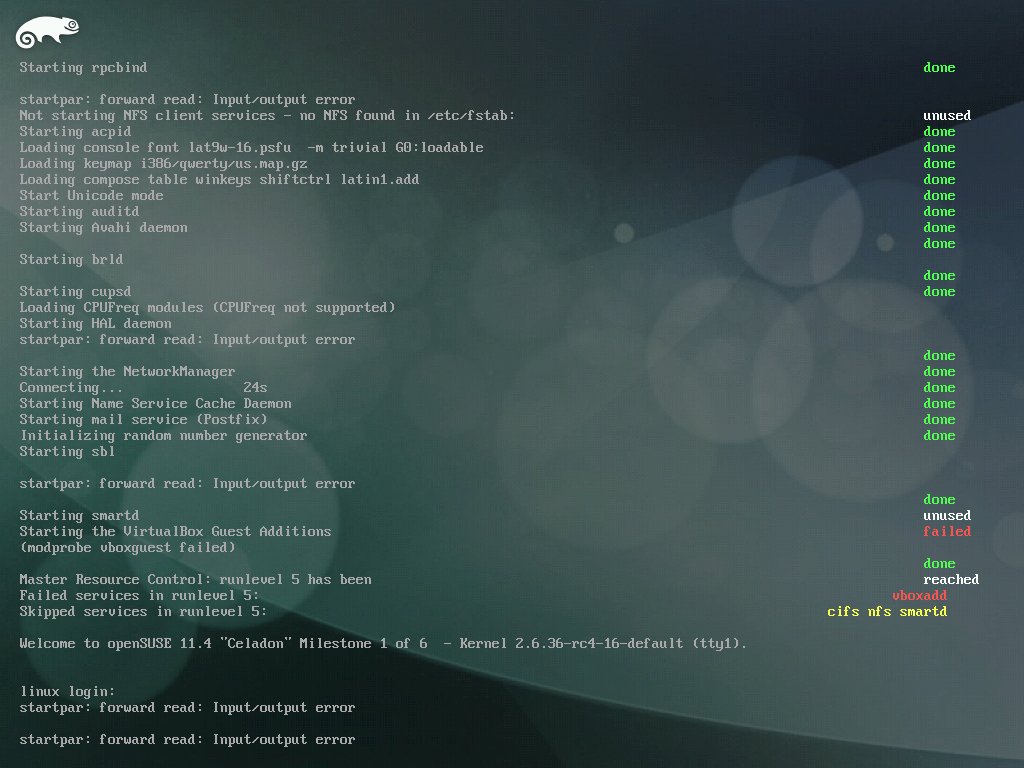 Starting rpcbind done
startpar: forward read: Input/output error
Not starting NFS client services - no NFS found in /etc/fstab: unused
Starting acpid done
Loading console font lat9w-16.psfu  -m trivial G0:loadable done
Loading keymap i386/qwerty/us.map.gz done
Loading compose table winkeys shiftctrl latin1.add done
Start Unicode mode done
Starting auditd done
Starting Avahi daemon done
done
Starting brld
done
Starting cupsd done
Loading CPUFreq modules (CPUFreq not supported)
Starting HAL daemon
startpar: forward read: Input/output error
done
Starting the NetworkManager done
Connecting... 24s done
Starting Name Service Cache Daemon done
Starting mail service (Postfix) done
Initializing random number generator done
Starting sbl
startpar: forward read: Input/output error
done
Starting smartd unused
Starting the VirtualBox Guest Additions failed
(modprobe vboxguest failed)
done
Master Resource Control: runlevel 5 has been reached
Failed services in runlevel 5: vboxadd
Skipped services in runlevel 5: cifs nfs smartd
Welcome to openSUSE 11.4 "Celadon" Milestone 1 of 6  - Kernel 2.6.36-rc4-16-default (tty1).
linux login:
startpar: forward read: Input/output error
startpar: forward read: Input/output error